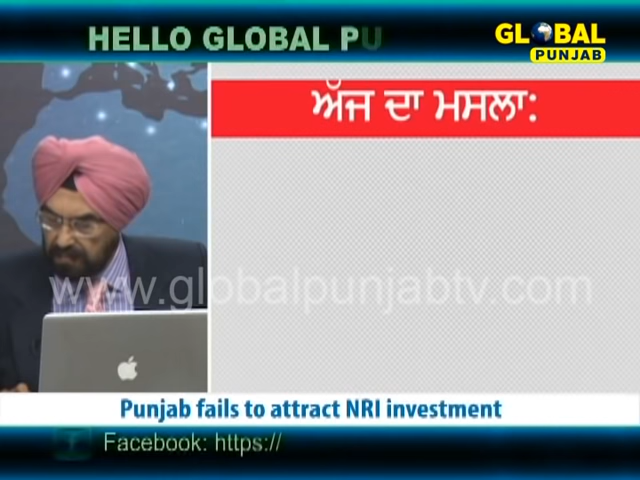 HELLO GLOBAL PU
GLOBAL
PUNJAB
ਅੱਜ ਦਾ ਮਸਲਾ:
www.globalpunjabtv.com
Punjab fails to attract NRI investment
f Facebook: https://